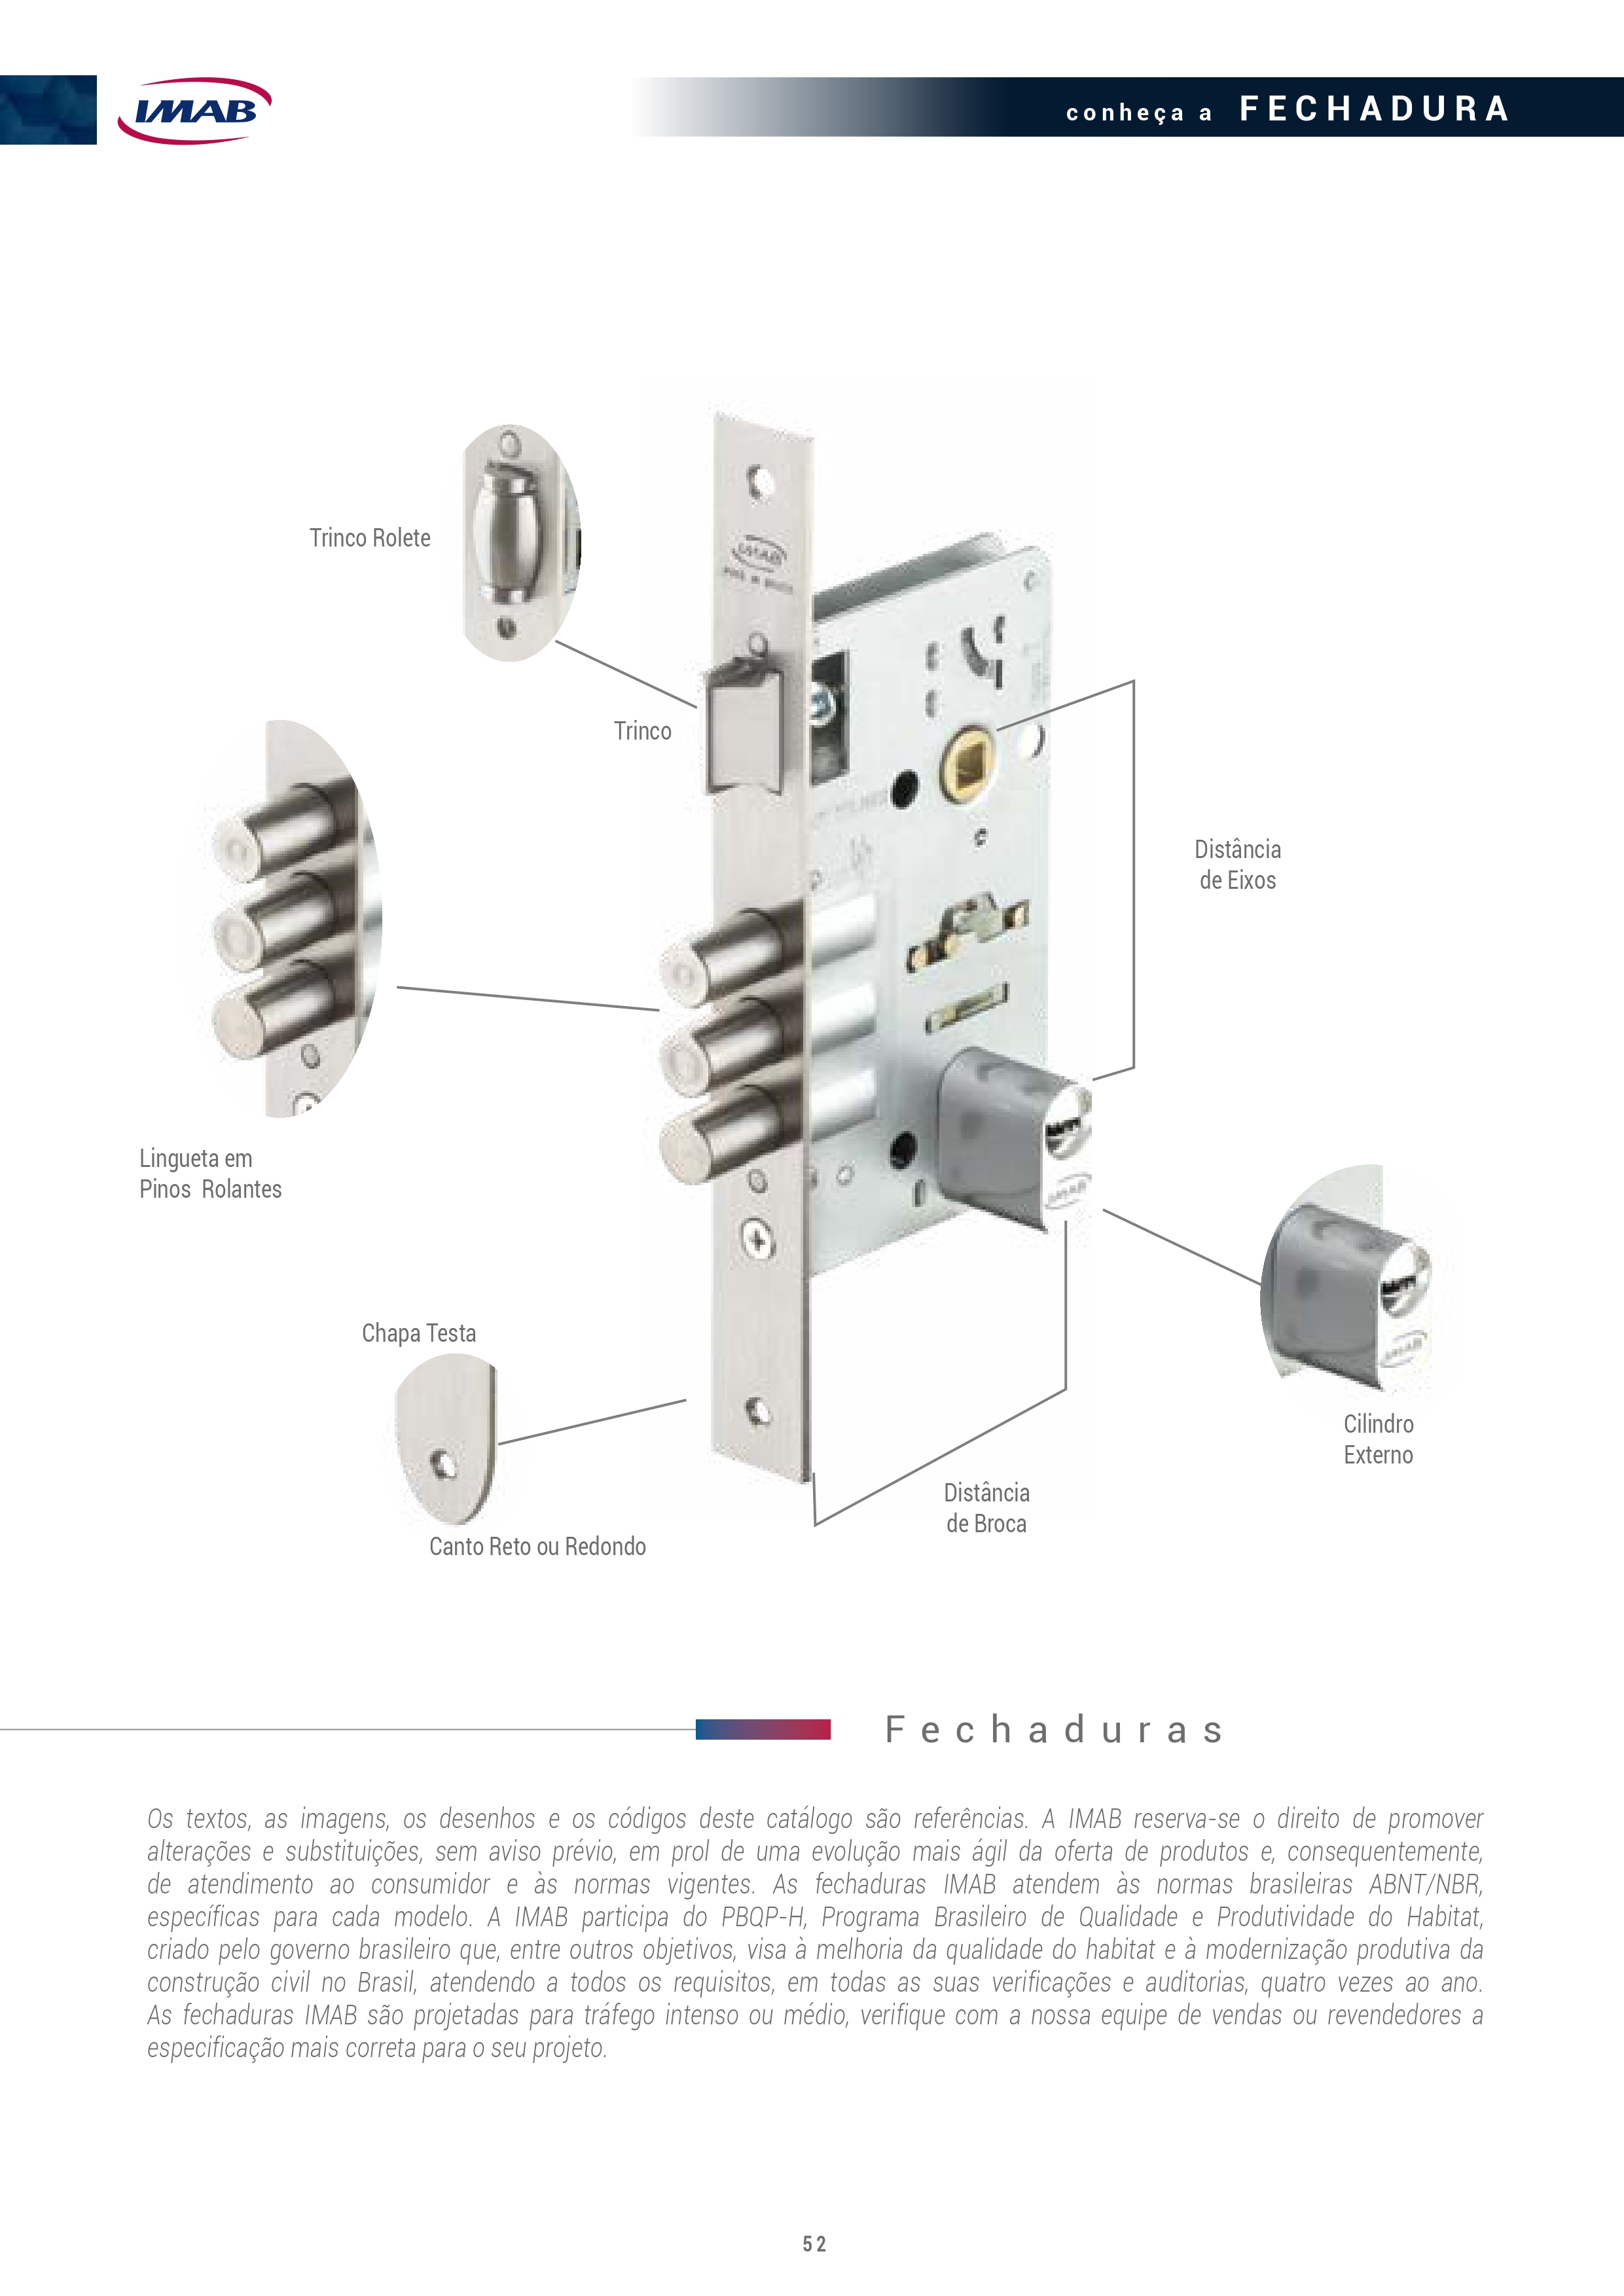 IMAB
conheça a FECHADURA
Trinco Rolete
IMAB
Trinco
Distância
de Eixos
Lingueta em
Pinos Rolantes
IMAB
Chapa Testa
IMAB
Cilindro
Externo
Distância
de Broca
Canto Reto ou Redondo
Fechaduras
Os textos, as imagens, os desenhos e os códigos deste catálogo são referências. A IMAB reserva-se o direito de promover
alterações e substituições, sem aviso prévio, em prol de uma evolução mais ágil da oferta de produtos e, consequentemente,
de atendimento ao consumidor e às normas vigentes. As fechaduras IMAB atendem às normas brasileiras ABNT/NBR,
específicas para cada modelo. A IMAB participa do PBQP-H, Programa Brasileiro de Qualidade e Produtividade do Habitat,
criado pelo governo brasileiro que, entre outros objetivos, visa à melhoria da qualidade do habitat e à modernização produtiva da
construção civil no Brasil, atendendo a todos os requisitos, em todas as suas verificações e auditorias, quatro vezes ao ano.
As fechaduras IMAB são projetadas para tráfego intenso ou médio, verifique com a nossa equipe de vendas ou revendedores a
especificação mais correta para o seu projeto.
52